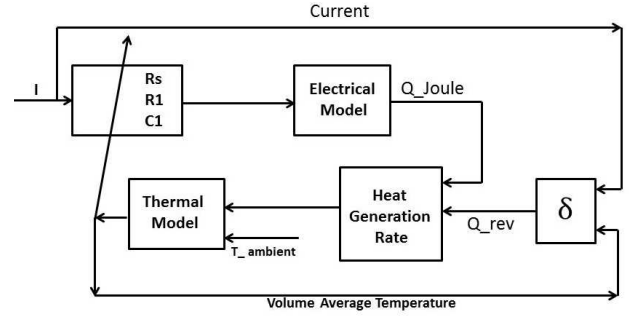 Current
I
Rs
R1
C1
Electrical
Model
Q_Joule
Thermal
Model
Heat
Generation
Rate
δ
Q_rev
T_ ambient
Volume Average Temperature